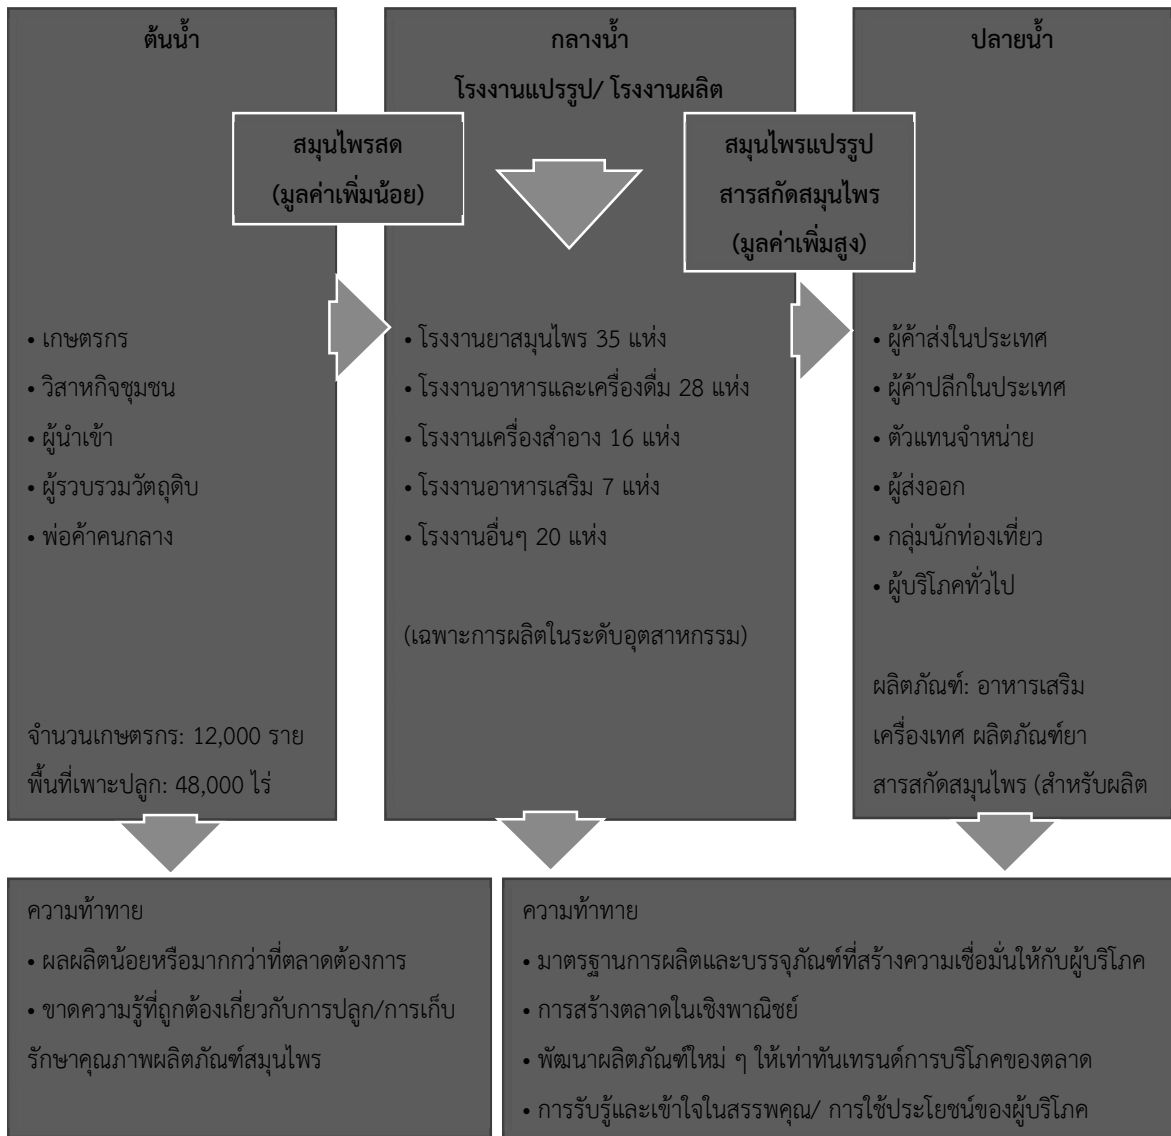 ต้นน้ำ
สมุนไพรสด
(มูลค่าเพิ่มน้อย)
• เกษตรกร
• วิสาหกิจชุมชน
• ผู้นำเข้า
• ผู้รวบรวมวัตถุดิบ
• พ่อค้าคนกลาง
จำนวนเกษตรกร: 12,000 ราย
พื้นที่เพาะปลูก: 48,000 ไร่
กลางน้ำ
โรงงานแปรรูป/ โรงงานผลิต
• โรงงานยาสมุนไพร 35 แห่ง
• โรงงานอาหารและเครื่องดื่ม 28 แห่ง
• โรงงานเครื่องสำอาง 16 แห่ง
• โรงงานอาหารเสริม 7 แห่ง
• โรงงานอื่นๆ 20 แห่ง
(เฉพาะการผลิตในระดับอุตสาหกรรม)
สมุนไพรแปรรูป
สารสกัดสมุนไพร
(มูลค่าเพิ่มสูง)
ปลายน้ำ
• ผู้ค้าส่งในประเทศ
• ผู้ค้าปลีกในประเทศ
• ตัวแทนจำหน่าย
• ผู้ส่งออก
• กลุ่มนักท่องเที่ยว
• ผู้บริโภคทั่วไป
ผลิตภัณฑ์: อาหารเสริม
เครื่องเทศ ผลิตภัณฑ์ยา
สารสกัดสมุนไพร (สำหรับผลิต
ความท้าทาย
• ผลผลิตน้อยหรือมากกว่าที่ตลาดต้องการ
• ขาดความรู้ที่ถูกต้องเกี่ยวกับการปลูก/การเก็บ
รักษาคุณภาพผลิตภัณฑ์สมุนไพร
ความท้าทาย
• มาตรฐานการผลิตและบรรจุภัณฑ์ที่สร้างความเชื่อมั่นให้กับผู้บริโภค
• การสร้างตลาดในเชิงพาณิชย์
• พัฒนาผลิตภัณฑ์ใหม่ ๆ ให้เท่าทันเทรนด์การบริโภคของตลาด
• การรับรู้และเข้าใจในสรรพคุณ/ การใช้ประโยชน์ของผู้บริโภค